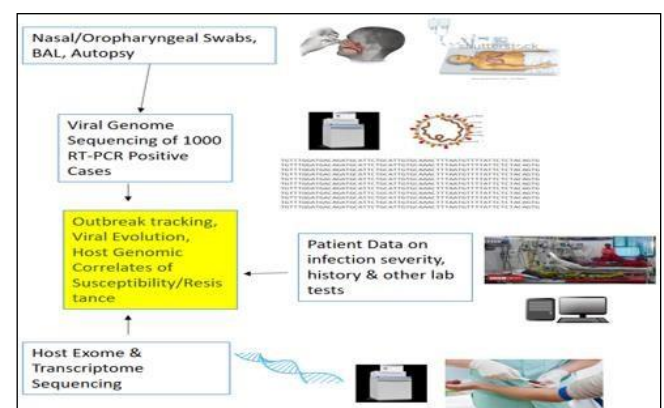 Nasal/Oropharyngeal Swabs,
BAL, Autopsy
Viral Genome
Sequencing of 1000
RT-PCR Positive
Cases
Outbreak tracking,
Viral Evolution,
Host Genomic
Correlates of
Susceptibility/Resis
tance
Patient Data on
infection severity,
history & other lab
tests
Host Exome &
Transcriptome
Sequencing